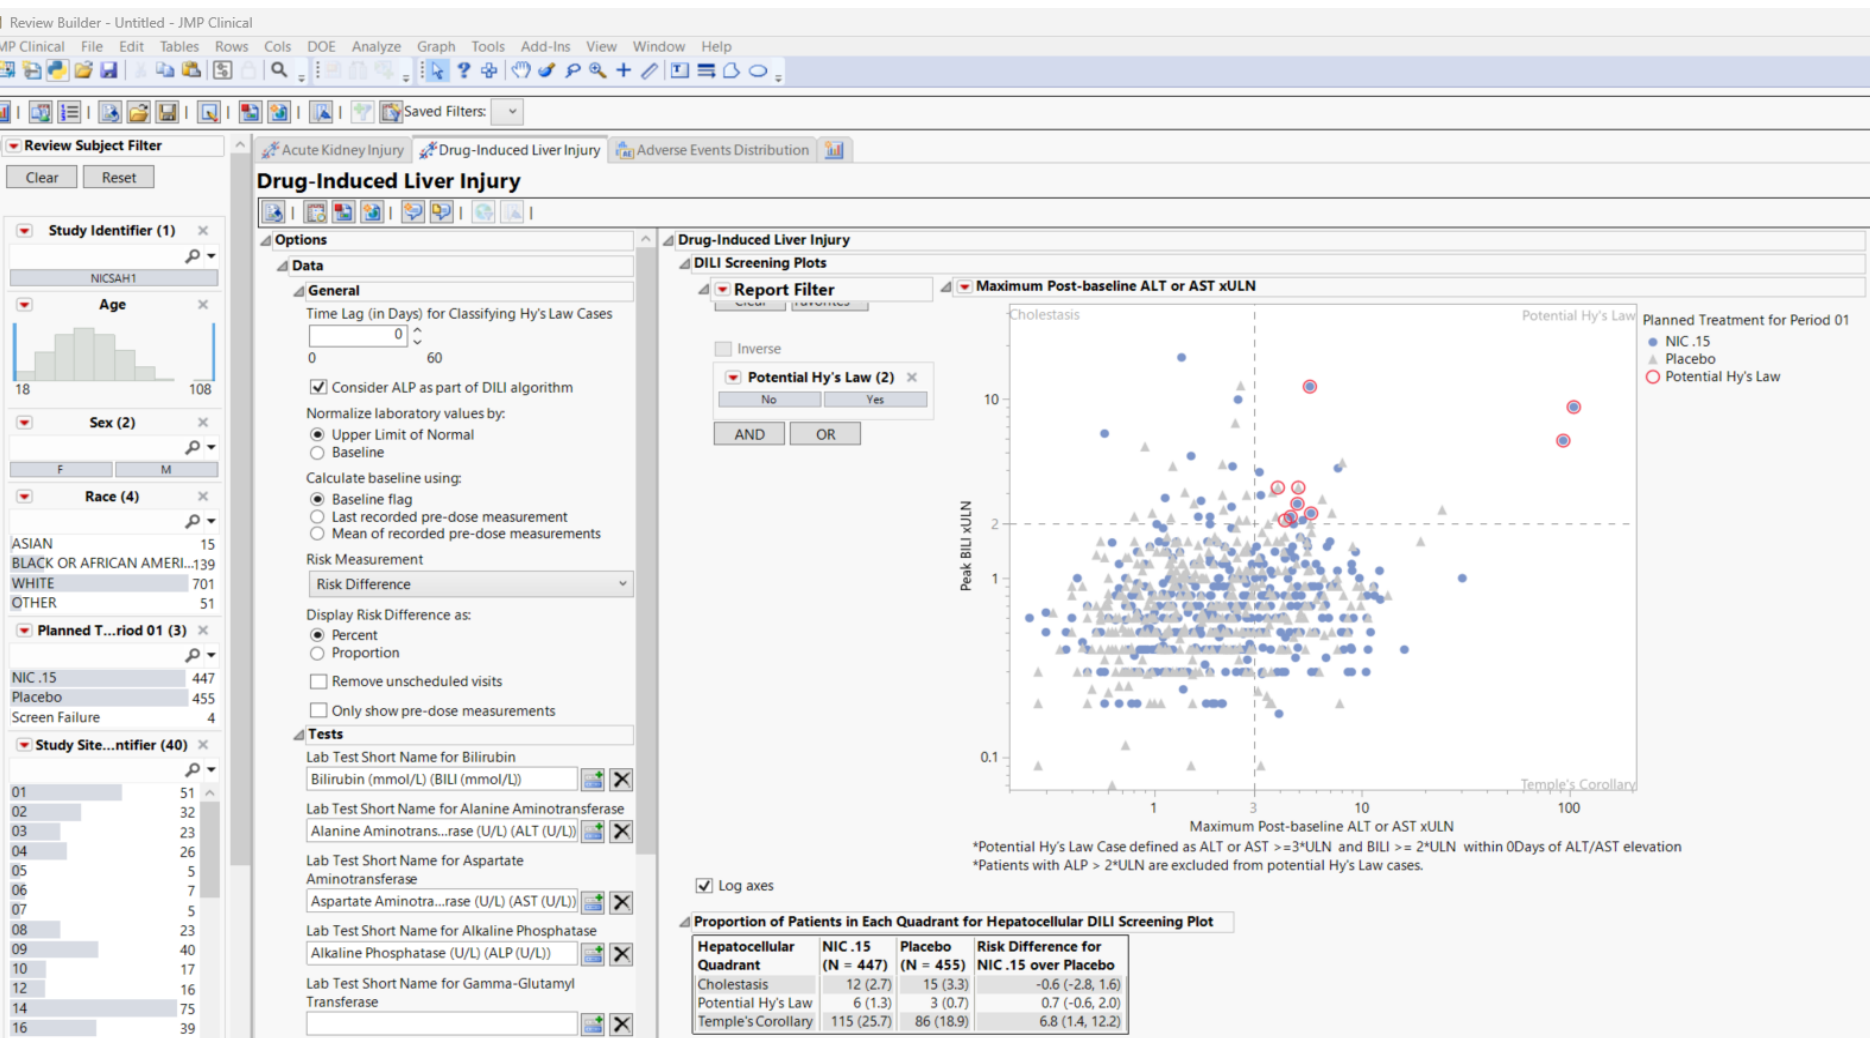 Review Builder - Untitled - JMP Clinical
MP Clinical File Edit Tables Rows Cols DOE Analyze Graph Tools Add-Ins View Window Help
Saved Filters:
Review Subject Filter
Clear Reset
Study Identifier (1)
NICSAH1
Age
18 108
Sex (2)
F M
Race (4)
ASIAN 15
BLACK OR AFRICAN AMERI...139
WHITE 701
OTHER 51
Planned T...riod 01 (3)
NIC .15 447
Placebo 455
Screen Failure 4
Study Site...ntifier (40)
01 51
02 32
03 23
04 26
05 5
06 7
07 5
08 23
09 40
10 17
12 16
14 75
16 39
Acute Kidney Injury Drug-Induced Liver Injury Adverse Events Distribution
Drug-Induced Liver Injury
Options
Data
General
Time Lag (in Days) for Classifying Hy's Law Cases
0
0 60
Consider ALP as part of DILI algorithm
Normalize laboratory values by:
Upper Limit of Normal
Baseline
Calculate baseline using:
Baseline flag
Last recorded pre-dose measurement
Mean of recorded pre-dose measurements
Risk Measurement
Risk Difference
Display Risk Difference as:
Percent
Proportion
Remove unscheduled visits
Only show pre-dose measurements
Tests
Lab Test Short Name for Bilirubin
Bilirubin (mmol/L) (BILI (mmol/L))
Lab Test Short Name for Alanine Aminotransferase
Alanine Aminotrans...rase (U/L) (ALT (U/L))
Lab Test Short Name for Aspartate
Aminotransferase
Aspartate Aminotra...rase (U/L) (AST (U/L))
Lab Test Short Name for Alkaline Phosphatase
Alkaline Phosphatase (U/L) (ALP (U/L))
Lab Test Short Name for Gamma-Glutamyl
Transferase
Drug-Induced Liver Injury
DILI Screening Plots
Report Filter
Clear Favorites
Inverse
Potential Hy's Law (2)
No Yes
AND OR
Maximum Post-baseline ALT or AST xULN
Cholestasis Potential Hy's Law
Temple's Corollary
Peak BILI xULN
10
2
1
0.1
1 3 10 100
Maximum Post-baseline ALT or AST xULN
Planned Treatment for Period 01
NIC .15
Placebo
Potential Hy's Law
*Potential Hy's Law Case defined as ALT or AST >=3*ULN and BILI >= 2*ULN within 0Days of ALT/AST elevation
*Patients with ALP > 2*ULN are excluded from potential Hy's Law cases.
Log axes
Proportion of Patients in Each Quadrant for Hepatocellular DILI Screening Plot
Hepatocellular NIC .15 Placebo Risk Difference for
Quadrant (N = 447) (N = 455) NIC .15 over Placebo
Cholestasis 12 (2.7) 15 (3.3) -0.6 (-2.8, 1.6)
Potential Hy's Law 6 (1.3) 3 (0.7) 0.7 (-0.6, 2.0)
Temple's Corollary 115 (25.7) 86 (18.9) 6.8 (1.4, 12.2)